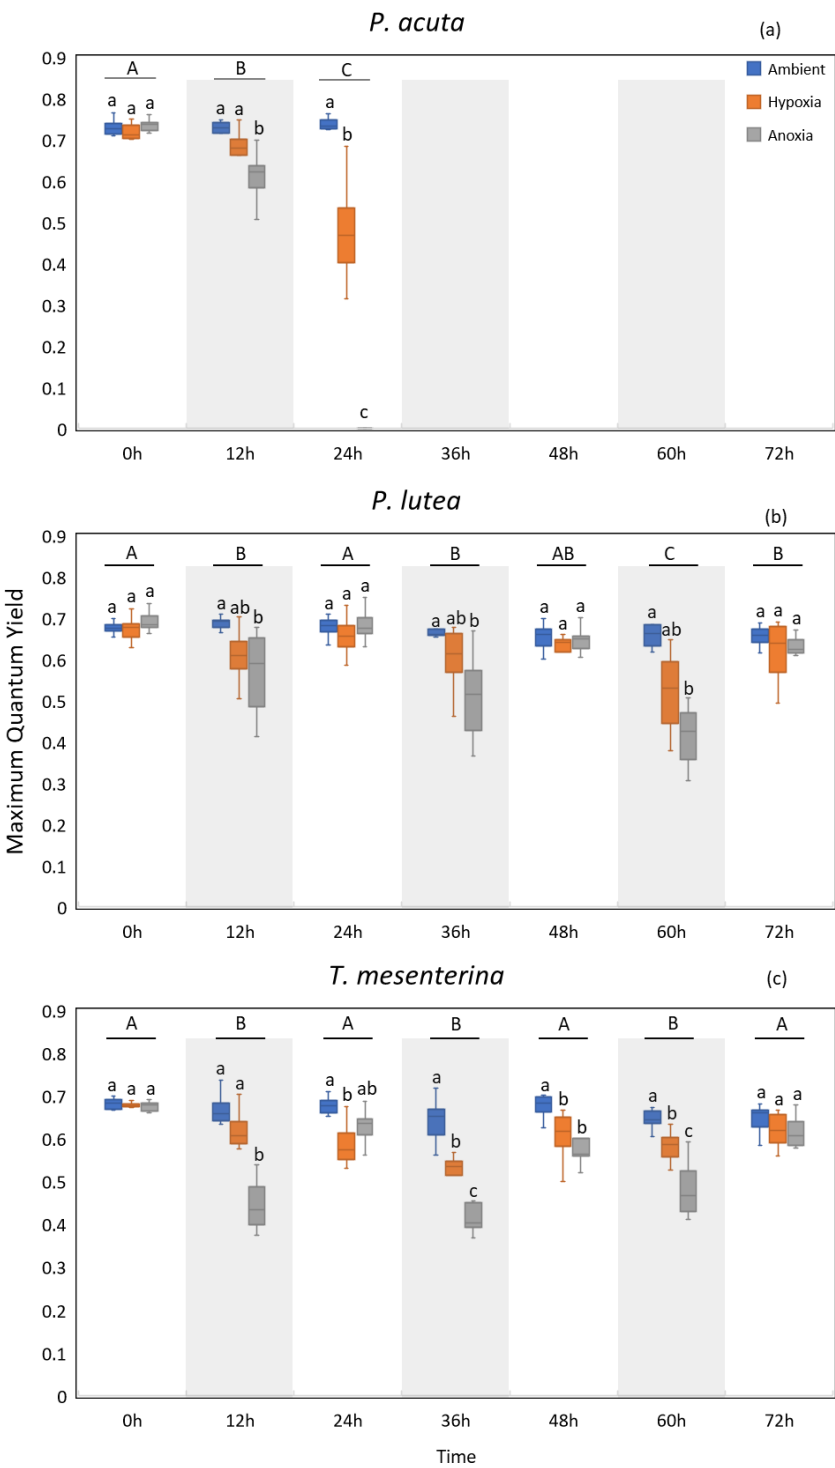 P. acuta
(a)
0.9
A B C
Ambient
0.8
a a a a a a
Hypoxia
0.7
b b
Anoxia
0.6
0.5
0.4
0.3
0.2
0.1
c
0
0h 12h 24h 36h 48h 60h 72h
P. lutea
(b)
0.9
A B A B AB C B
0.8
0.7
a a a a ab b a a a a ab b a a a a ab b a a a
0.6
0.5
0.4
0.3
0.2
0.1
0
0h 12h 24h 36h 48h 60h 72h
Maximum Quantum Yield
T. mesenterina
(c)
0.9
A B A B A B A
0.8
0.7
a a a a a b a b ab a b c a b b a b c a a a
0.6
0.5
0.4
0.3
0.2
0.1
0
0h 12h 24h 36h 48h 60h 72h
Time